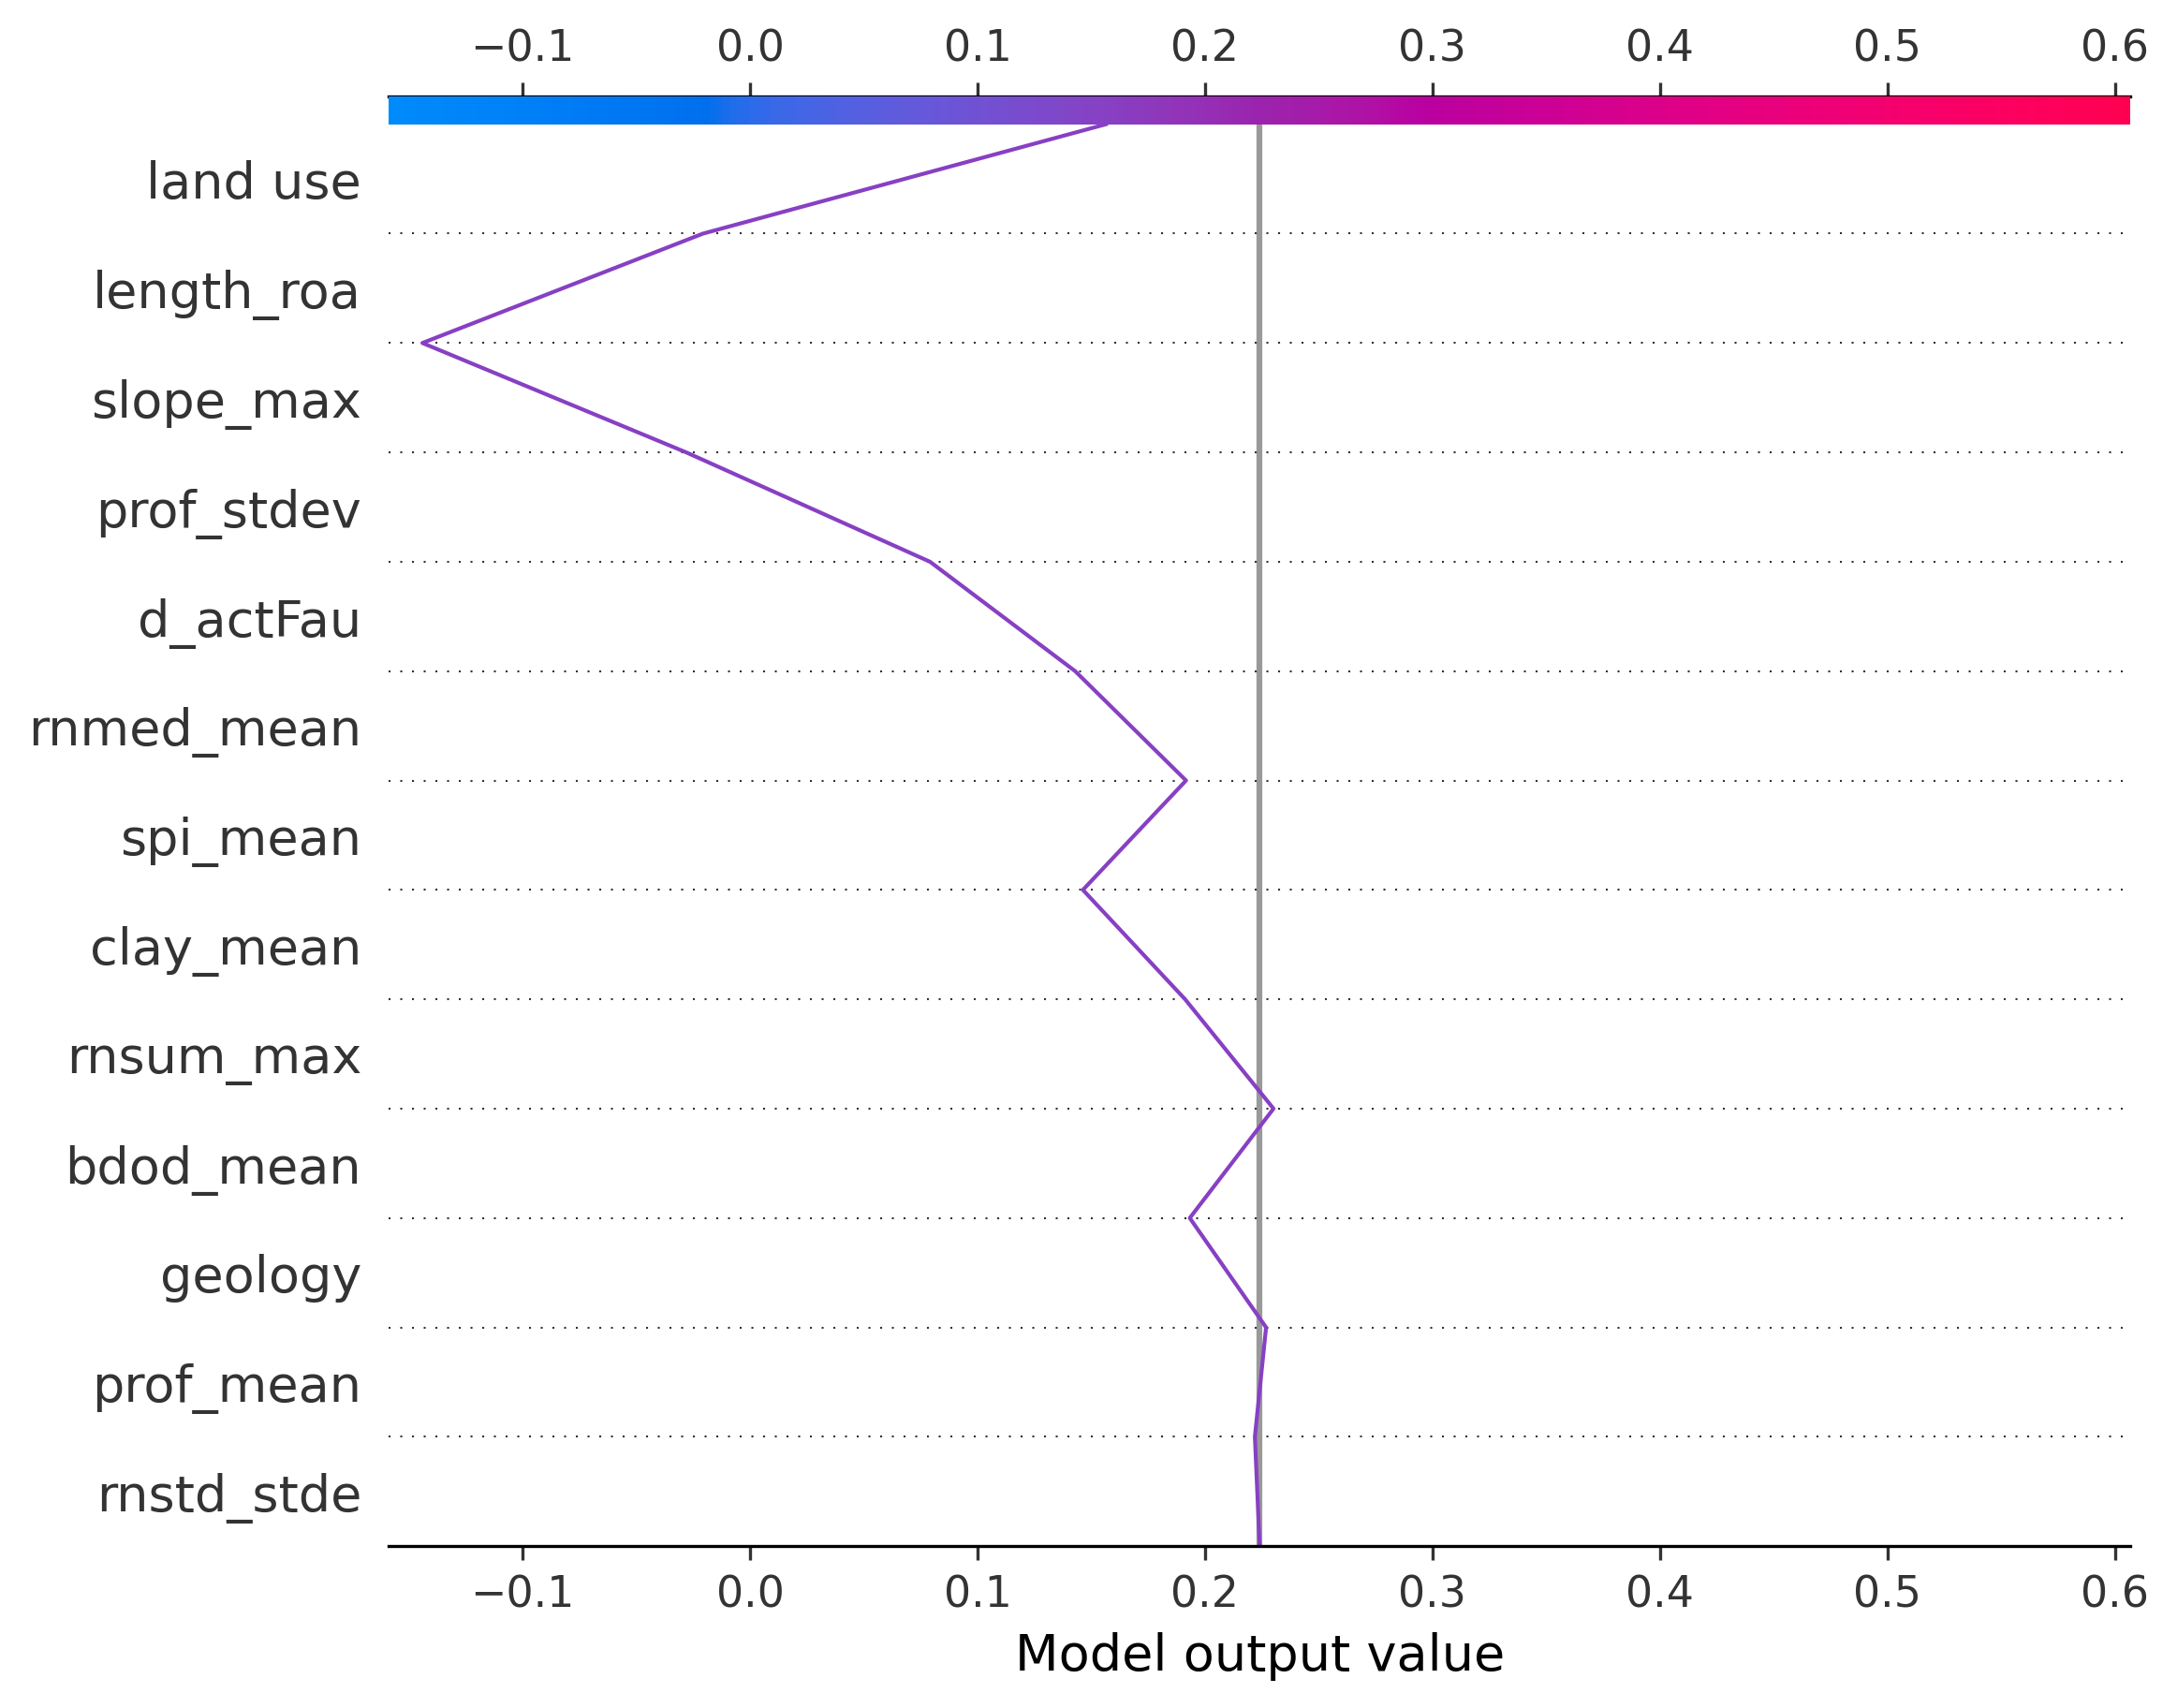 −0.1 0.0 0.1 0.2 0.3 0.4 0.5 0.6
land use
length_roa
slope_max
prof_stdev
d_actFau
rnmed_mean
spi_mean
clay_mean
rnsum_max
bdod_mean
geology
prof_mean
rnstd_stde
−0.1 0.0 0.1 0.2 0.3 0.4 0.5 0.6
Model output value